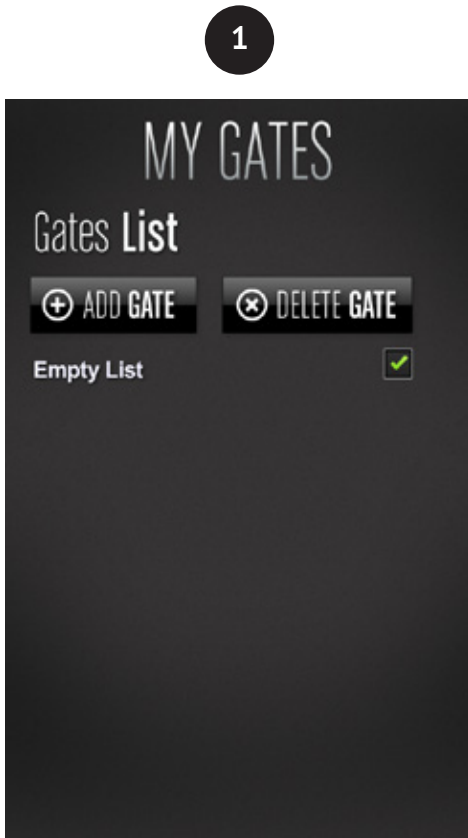 1
MY GATES
Gates List
ADD GATE
DELETE GATE
Empty List